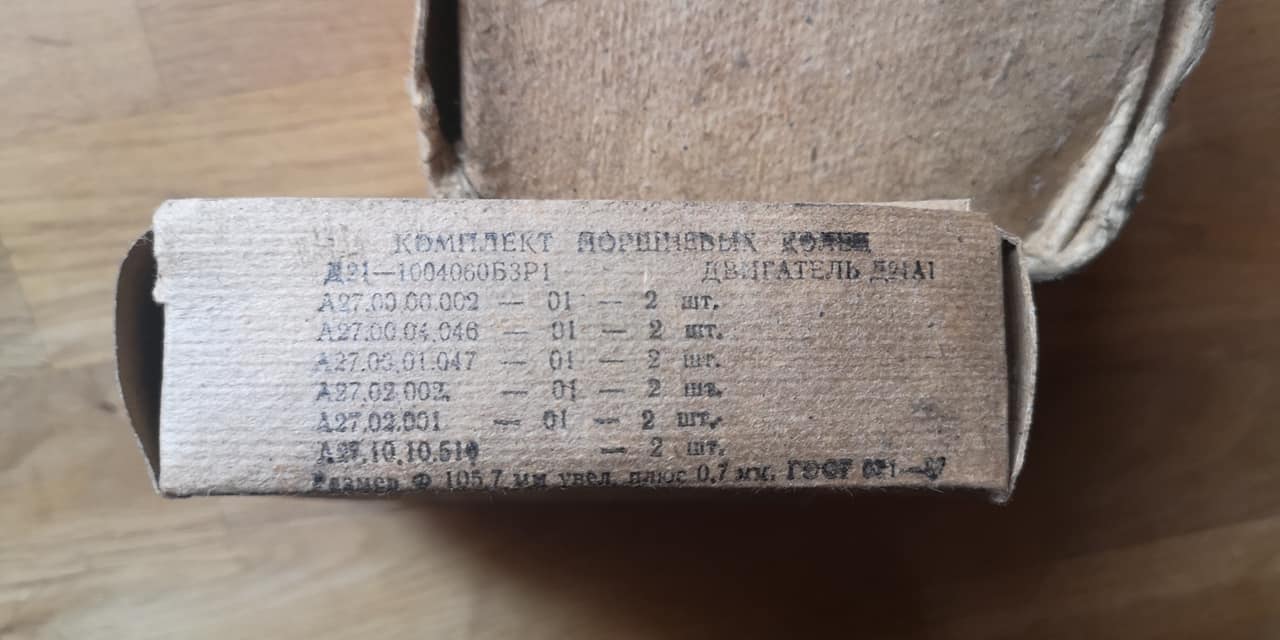 КОМПЛЕКТ ПОРШНЕВЫХ КОЛЕЦ
Д21—1004060Б3Р1 ДВИГАТЕЛЬ Д21А1
А27.00.00.002 — 01 — 2 шт.
А27.00.04.046 — 01 — 2 шт.
А27.03.01.047 — 01 — 2 шт.
А27.02.002 — 01 — 2 шт.
А27.02.001 — 01 — 2 шт.
А27.10.10.510 — 2 шт.
Размер Ф 105,7 мм увел. плюс 0,7 мм. ГОСТ